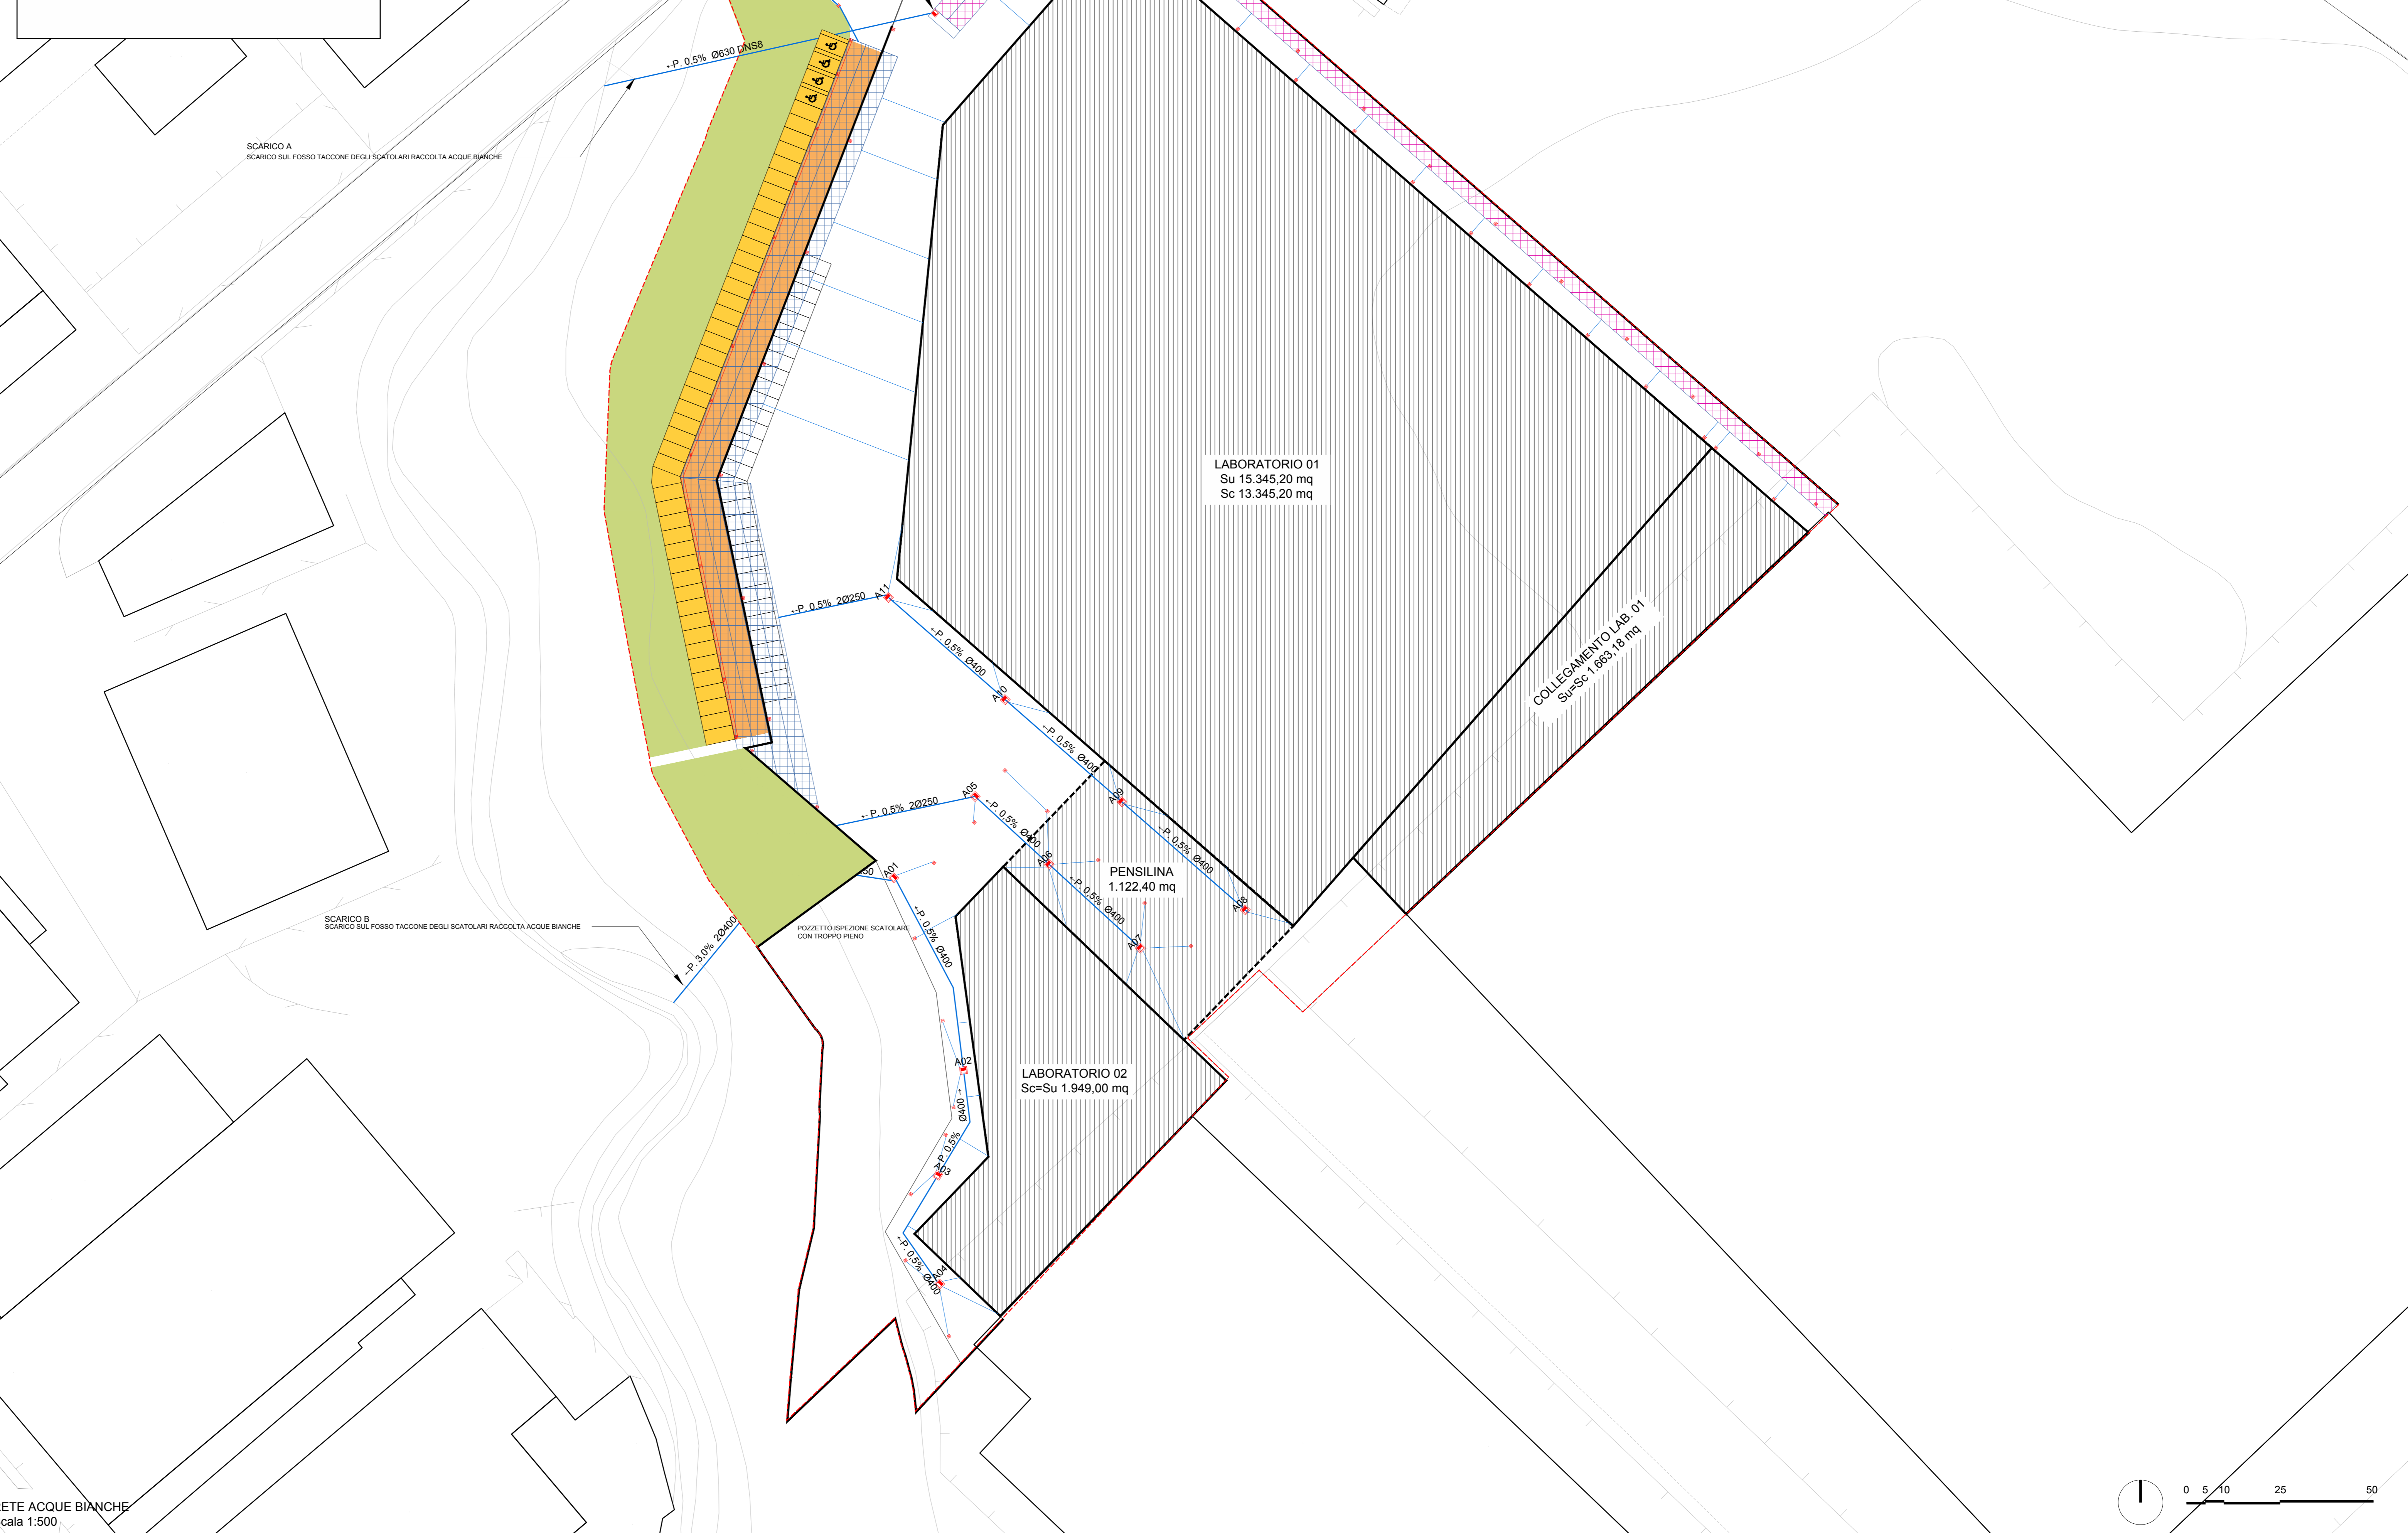 ←P. 0.5%  Ø630 DNS8
SCARICO A
SCARICO SUL FOSSO TACCONE DEGLI SCATOLARI RACCOLTA ACQUE BIANCHE
LABORATORIO 01
Su 15.345,20 mq
Sc 13.345,20 mq
COLLEGAMENTO LAB. 01
Su=Sc 1.663,18 mq
←P. 0.5%  2Ø250
A11
←P. 0,5%  Ø400
A10
←P. 0,5%  Ø400
A09
←P. 0,5%  Ø400
A08
←P. 0.5%  2Ø250
A05
←P. 0,5%  Ø400
A06
←P. 0,5%  Ø400
A07
PENSILINA
1.122,40 mq
50
A01
←P. 0,5%  Ø400
SCARICO B
SCARICO SUL FOSSO TACCONE DEGLI SCATOLARI RACCOLTA ACQUE BIANCHE
←P. 3.0%  2Ø400
POZZETTO ISPEZIONE SCATOLARE
CON TROPPO PIENO
A02
LABORATORIO 02
Sc=Su 1.949,00 mq
Ø400→
P. 0,5%
A03
←P. 0,5%  Ø400
A04
ETE ACQUE BIANCHE
cala 1:500
0 5 10 25 50